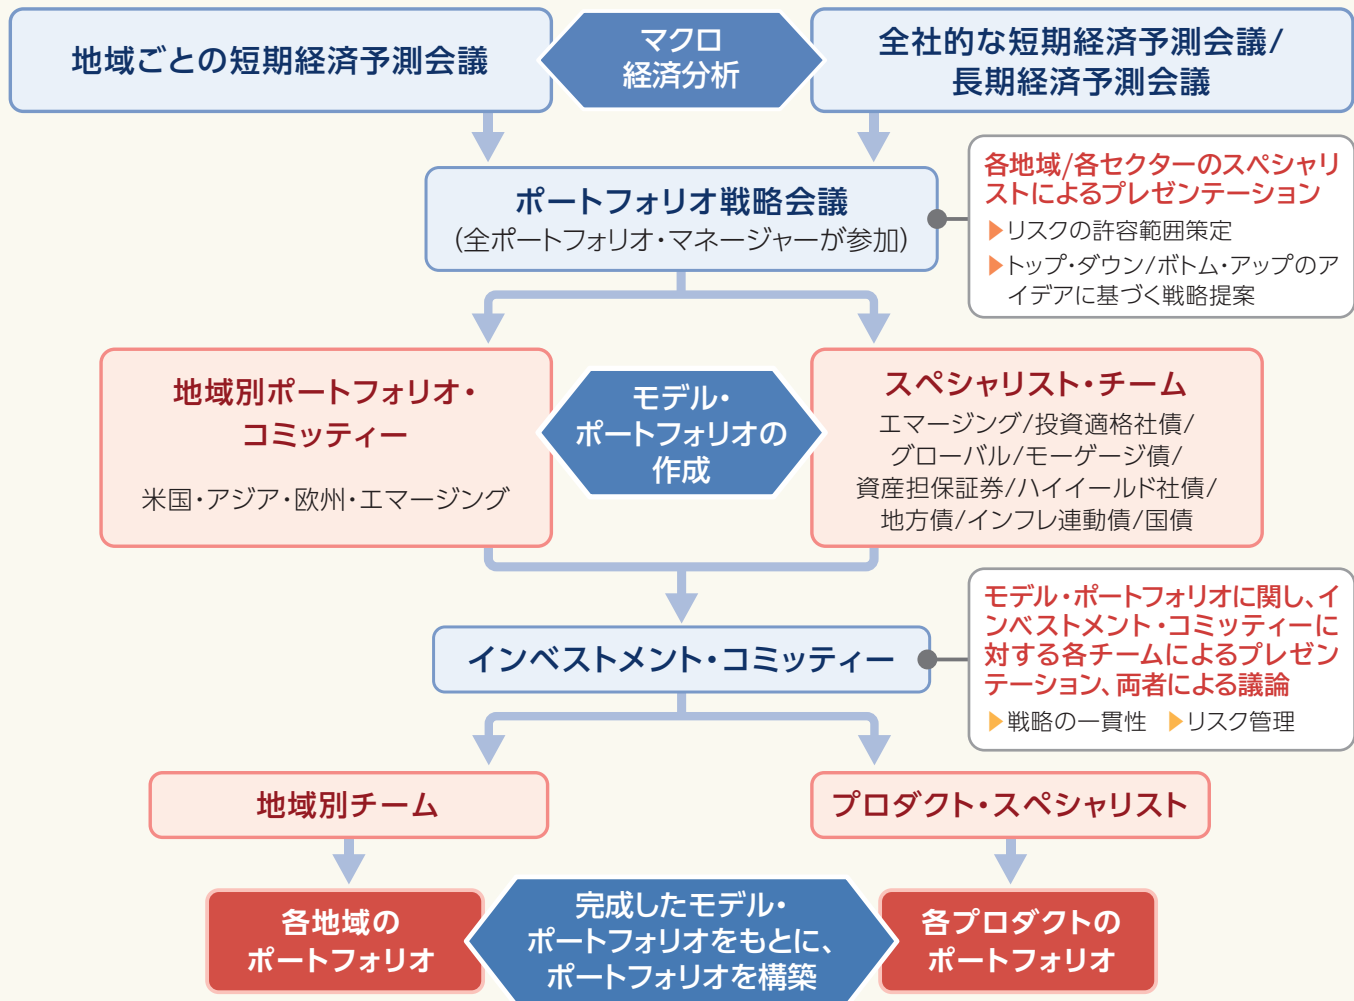 地域ごとの短期経済予測会議
マクロ
経済分析
全社的な短期経済予測会議/
長期経済予測会議
ポートフォリオ戦略会議
(全ポートフォリオ・マネージャーが参加)
各地域/各セクターのスペシャリ
ストによるプレゼンテーション
▶リスクの許容範囲策定
▶トップ・ダウン/ボトム・アップのア
イデアに基づく戦略提案
地域別ポートフォリオ・
コミッティー
米国・アジア・欧州・エマージング
モデル・
ポートフォリオの
作成
スペシャリスト・チーム
エマージング/投資適格社債/
グローバル/モーゲージ債/
資産担保証券/ハイイールド社債/
地方債/インフレ連動債/国債
インベストメント・コミッティー
モデル・ポートフォリオに関し、イ
ンベストメント・コミッティーに
対する各チームによるプレゼン
テーション、両者による議論
▶戦略の一貫性 ▶リスク管理
地域別チーム
プロダクト・スペシャリスト
各地域の
ポートフォリオ
完成したモデル・
ポートフォリオをもとに、
ポートフォリオを構築
各プロダクトの
ポートフォリオ